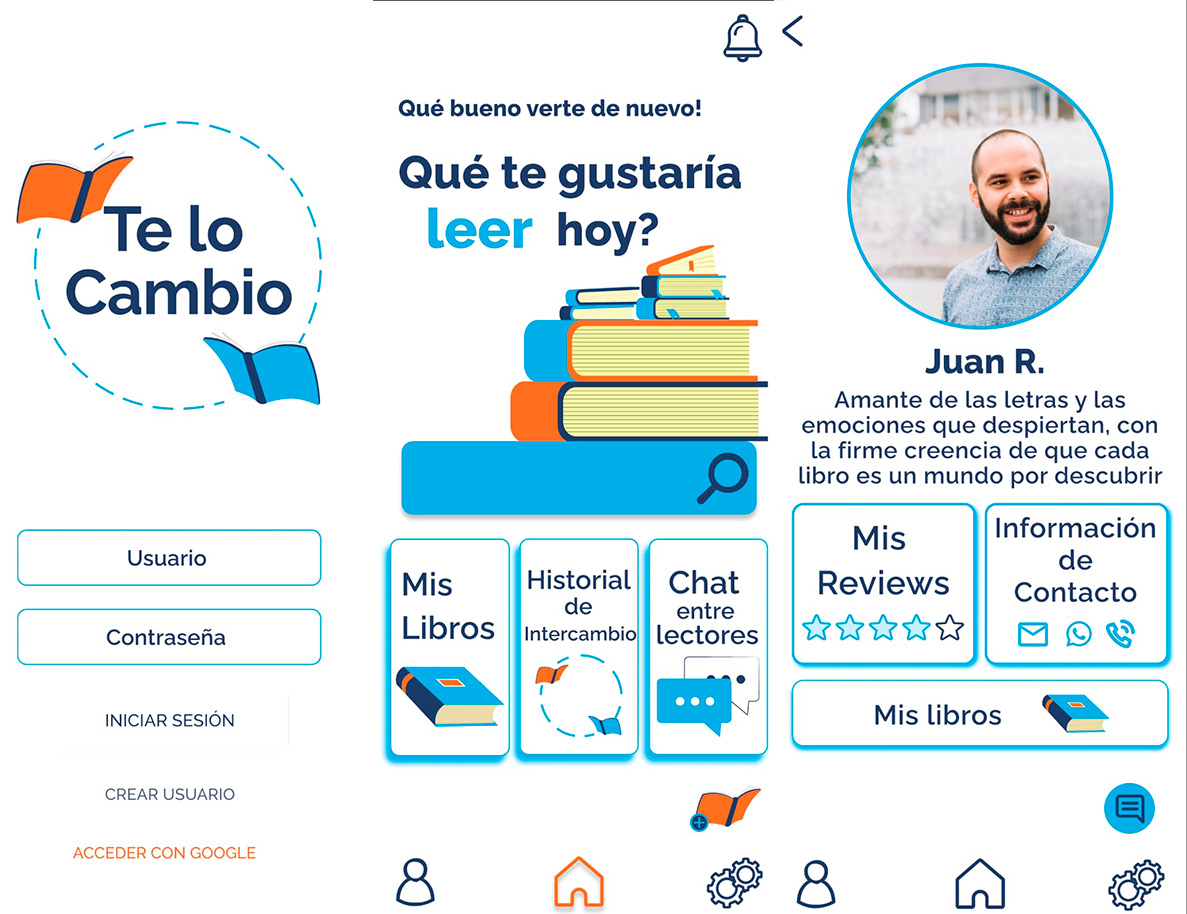 Te lo
Cambio
Usuario
Contraseña
INICIAR SESIÓN
CREAR USUARIO
ACCEDER CON GOOGLE
Qué bueno verte de nuevo!
Qué te gustaría
leer hoy?
Mis
Libros
Historial
de
Intercambio
Chat
entre
lectores
Juan R.
Amante de las letras y las
emociones que despiertan, con
la firme creencia de que cada
libro es un mundo por descubrir
Mis
Reviews
Información
de
Contacto
Mis libros